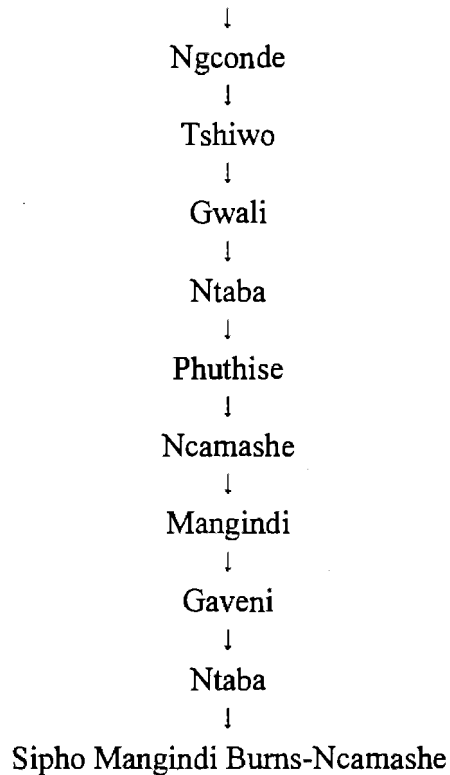 ↓
Ngconde
↓
Tshiwo
↓
Gwali
↓
Ntaba
↓
Phuthise
↓
Ncamashe
↓
Mangindi
↓
Gaveni
↓
Ntaba
↓
Sipho Mangindi Burns-Ncamashe